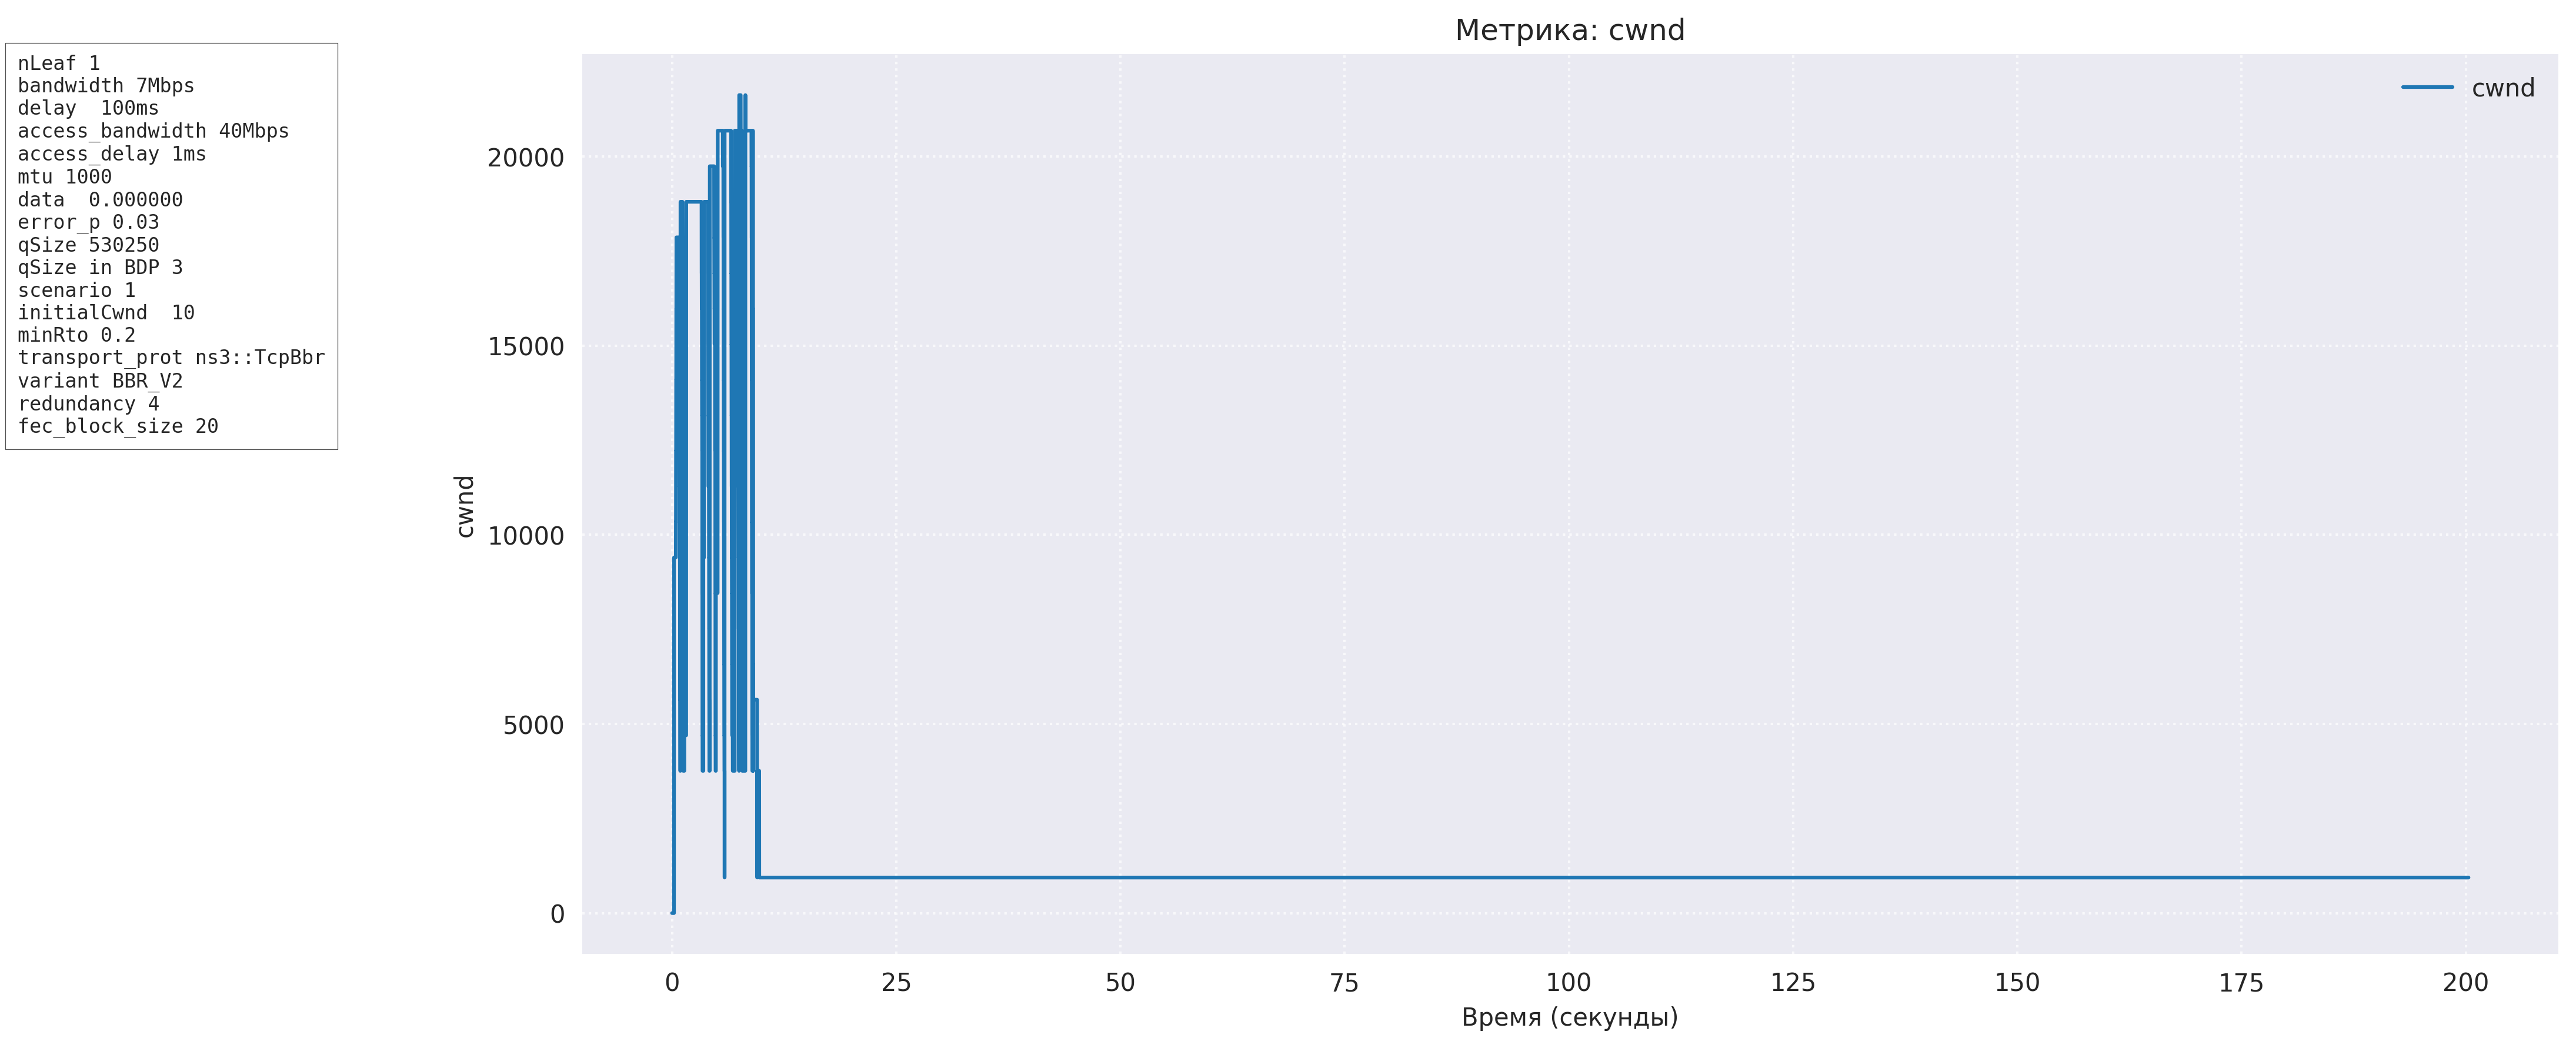 Метрика: cwnd
nLeaf 1
bandwidth 7Mbps
delay  100ms
access_bandwidth 40Mbps
access_delay 1ms
mtu 1000
data  0.000000
error_p 0.03
qSize 530250
qSize in BDP 3
scenario 1
initialCwnd  10
minRto 0.2
transport_prot ns3::TcpBbr
variant BBR_V2
redundancy 4
fec_block_size 20
cwnd
cwnd
20000
15000
10000
5000
0
0 25 50 75 100 125 150 175 200
Время (секунды)